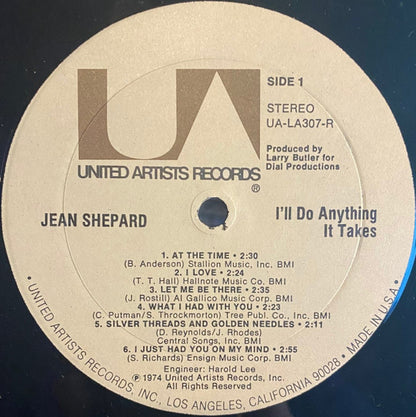 UA
SIDE 1
STEREO
UA-LA307-R
Produced by
Larry Butler for
Dial Productions
UNITED ARTISTS RECORDS
®
JEAN SHEPARD
I'll Do Anything
It Takes
1. AT THE TIME • 2:30
(B. Anderson) Stallion Music, Inc. BMI
2. I LOVE • 2:24
(T. T. Hall) Hallnote Music Co. BMI
3. LET ME BE THERE • 2:35
(J. Rostill) Al Gallico Music Corp. BMI
4. WHAT I HAD WITH YOU • 2:23
(C. Putman/S. Throckmorton) Tree Publ. Co., Inc. BMI
5. SILVER THREADS AND GOLDEN NEEDLES • 2:11
(D. Reynolds/J. Rhodes)
Central Songs, Inc. BMI
6. I JUST HAD YOU ON MY MIND • 2:55
(S. Richards) Ensign Music Corp. BMI
Engineer: Harold Lee
℗ 1974 United Artists Records, Inc.
All Rights Reserved
• UNITED ARTISTS RECORDS, INC., LOS ANGELES, CALIFORNIA 90028 • MADE IN U.S.A. •